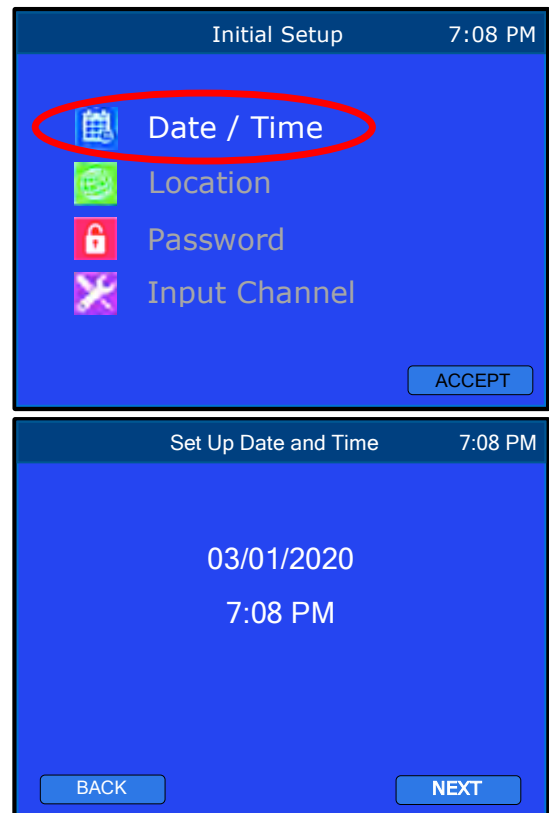 Initial Setup 7:08 PM
Date / Time
Location
Password
Input Channel
ACCEPT
Set Up Date and Time 7:08 PM
03/01/2020
7:08 PM
BACK NEXT